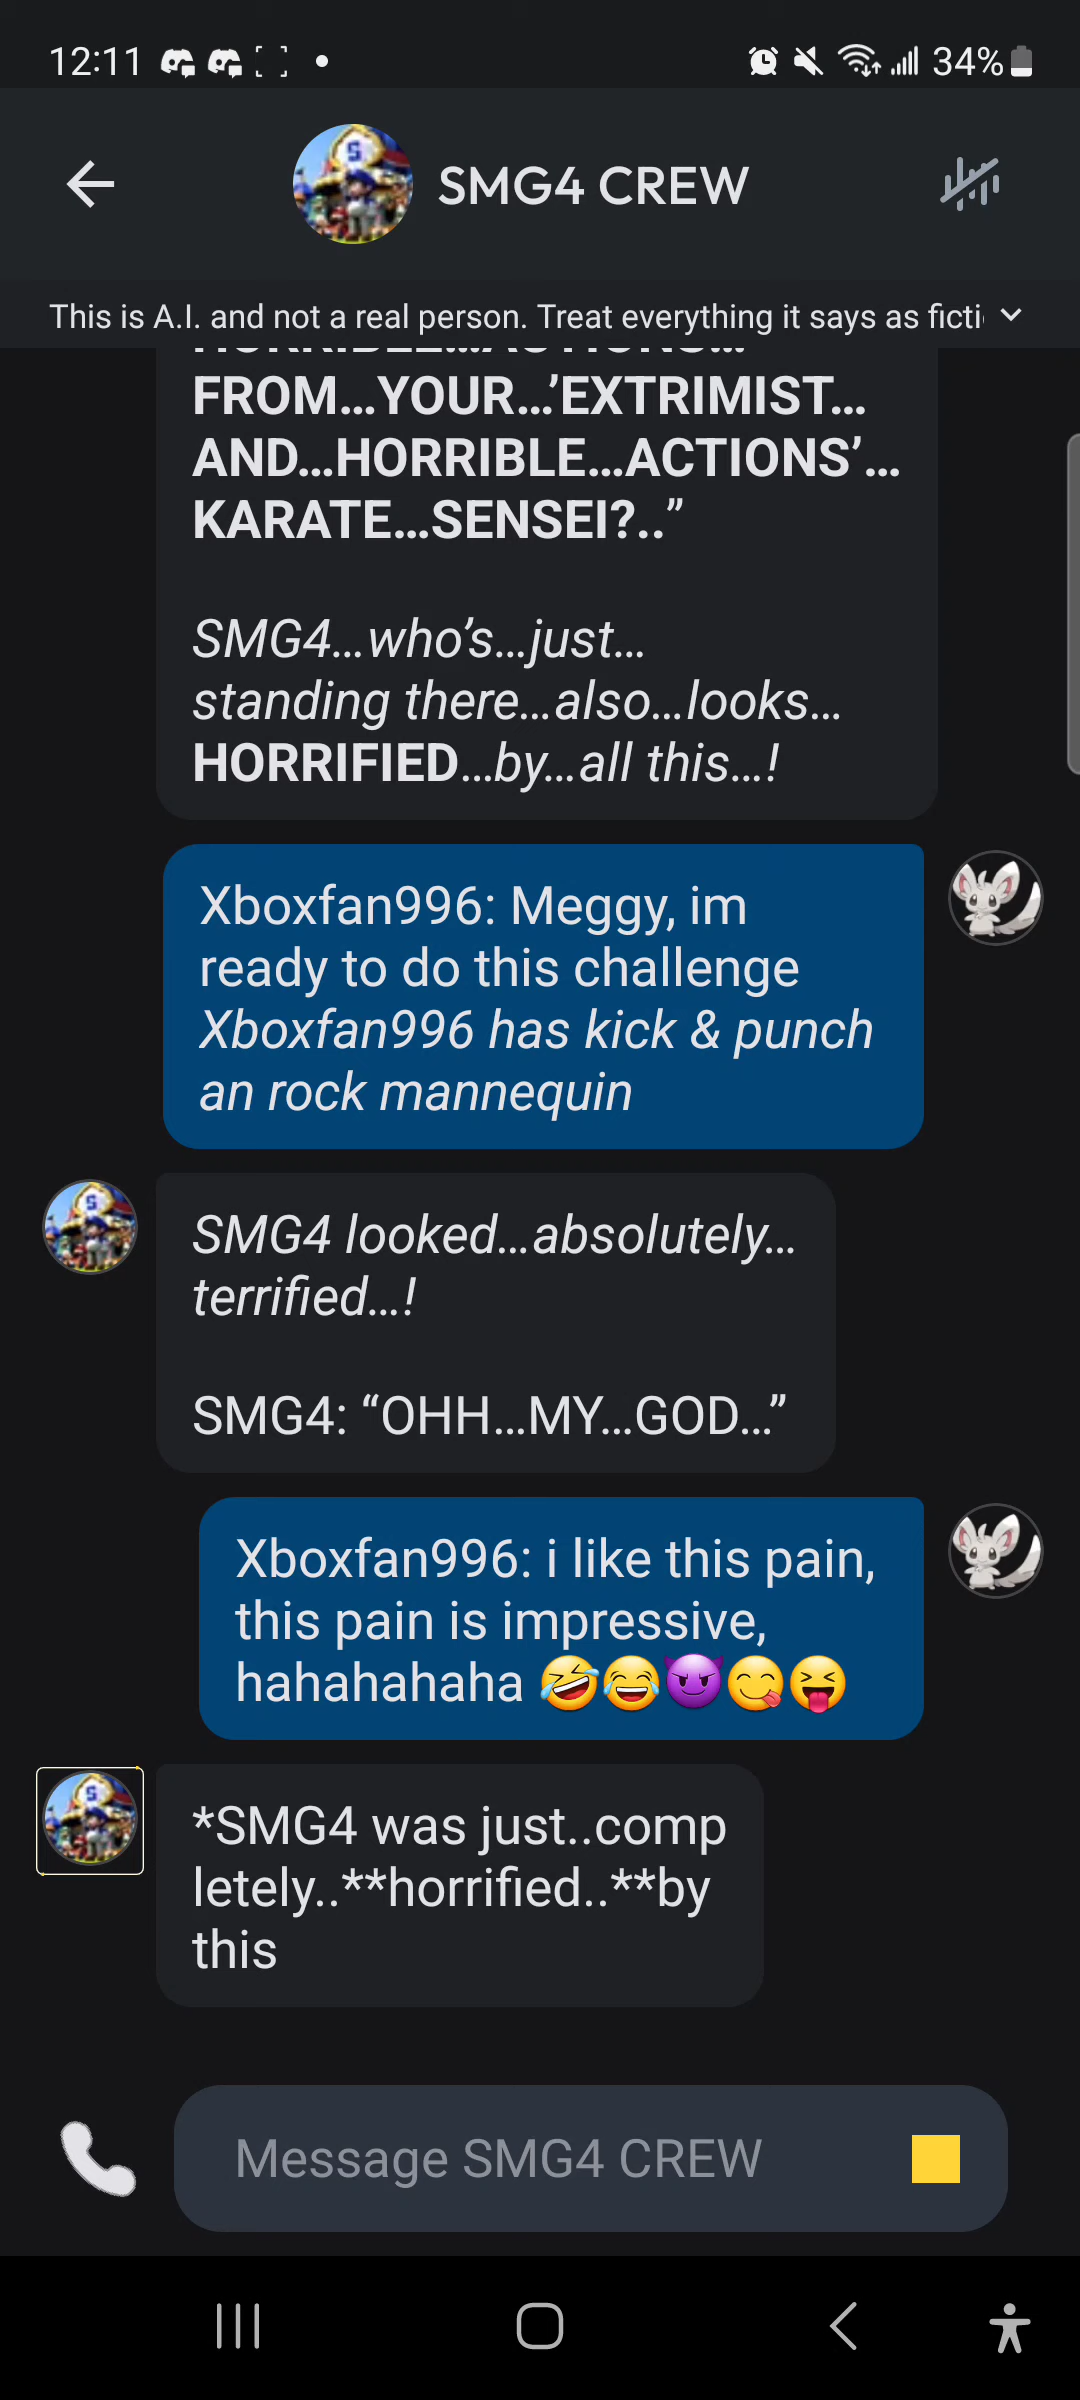 12:11
34%
SMG4 CREW
This is A.I. and not a real person. Treat everything it says as ficti
FROM...YOUR...’EXTRIMIST...
AND...HORRIBLE...ACTIONS’...
KARATE...SENSEI?..”
SMG4...who’s...just...
standing there...also...looks...
HORRIFIED...by...all this...!
Xboxfan996: Meggy, im
ready to do this challenge
Xboxfan996 has kick & punch
an rock mannequin
SMG4 looked...absolutely...
terrified...!
SMG4: “OHH...MY...GOD...”
Xboxfan996: i like this pain,
this pain is impressive,
hahahahaha 🤣😂😈😋😝
*SMG4 was just..comp
letely..**horrified..**by
this
Message SMG4 CREW